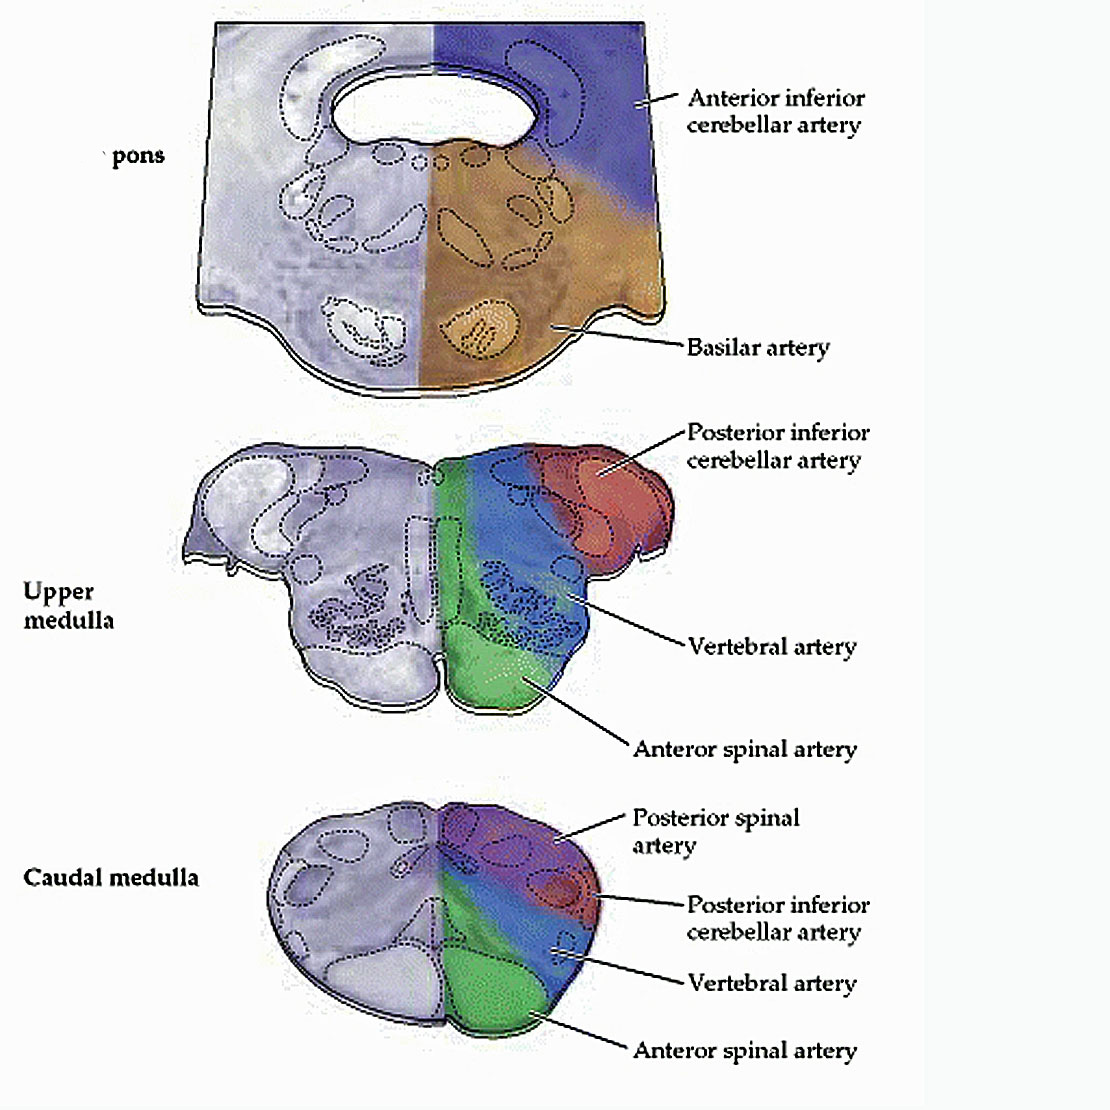 Anterior inferior
cerebellar artery
pons
Basilar artery
Posterior inferior
cerebellar artery
Upper
medulla
Vertebral artery
Anteror spinal artery
Posterior spinal
artery
Caudal medulla
Posterior inferior
cerebellar artery
Vertebral artery
Anteror spinal artery